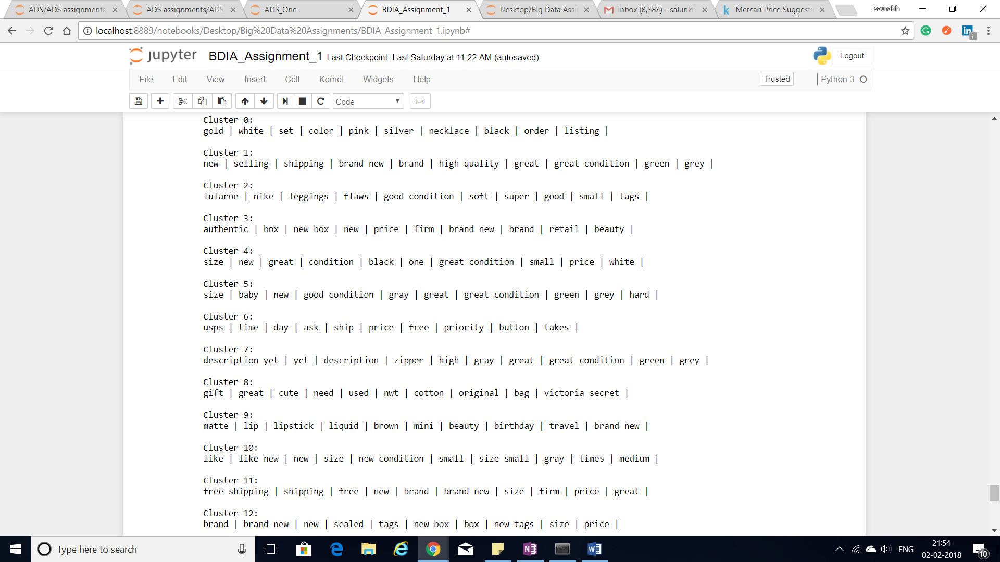 ADS/ADS assignments
ADS assignments/ADS
ADS_One
BDIA_Assignment_1
Desktop/Big Data Assi
Inbox (8,383) - salunkh
Mercari Price Suggesti
saurabh
localhost:8889/notebooks/Desktop/Big%20Data%20Assignments/BDIA_Assignment_1.ipynb#
jupyter BDIA_Assignment_1 Last Checkpoint: Last Saturday at 11:22 AM (autosaved)
Logout
File Edit View Insert Cell Kernel Widgets Help
Trusted
Python 3
Code
Cluster 0:
gold | white | set | color | pink | silver | necklace | black | order | listing |
Cluster 1:
new | selling | shipping | brand new | brand | high quality | great | great condition | green | grey |
Cluster 2:
lularoe | nike | leggings | flaws | good condition | soft | super | good | small | tags |
Cluster 3:
authentic | box | new box | new | price | firm | brand new | brand | retail | beauty |
Cluster 4:
size | new | great | condition | black | one | great condition | small | price | white |
Cluster 5:
size | baby | new | good condition | gray | great | great condition | green | grey | hard |
Cluster 6:
usps | time | day | ask | ship | price | free | priority | button | takes |
Cluster 7:
description yet | yet | description | zipper | high | gray | great | great condition | green | grey |
Cluster 8:
gift | great | cute | need | used | nwt | cotton | original | bag | victoria secret |
Cluster 9:
matte | lip | lipstick | liquid | brown | mini | beauty | birthday | travel | brand new |
Cluster 10:
like | like new | new | size | new condition | small | size small | gray | times | medium |
Cluster 11:
free shipping | shipping | free | new | brand | brand new | size | firm | price | great |
Cluster 12:
brand | brand new | new | sealed | tags | new box | box | new tags | size | price |
Type here to search
ENG
21:54
02-02-2018
10